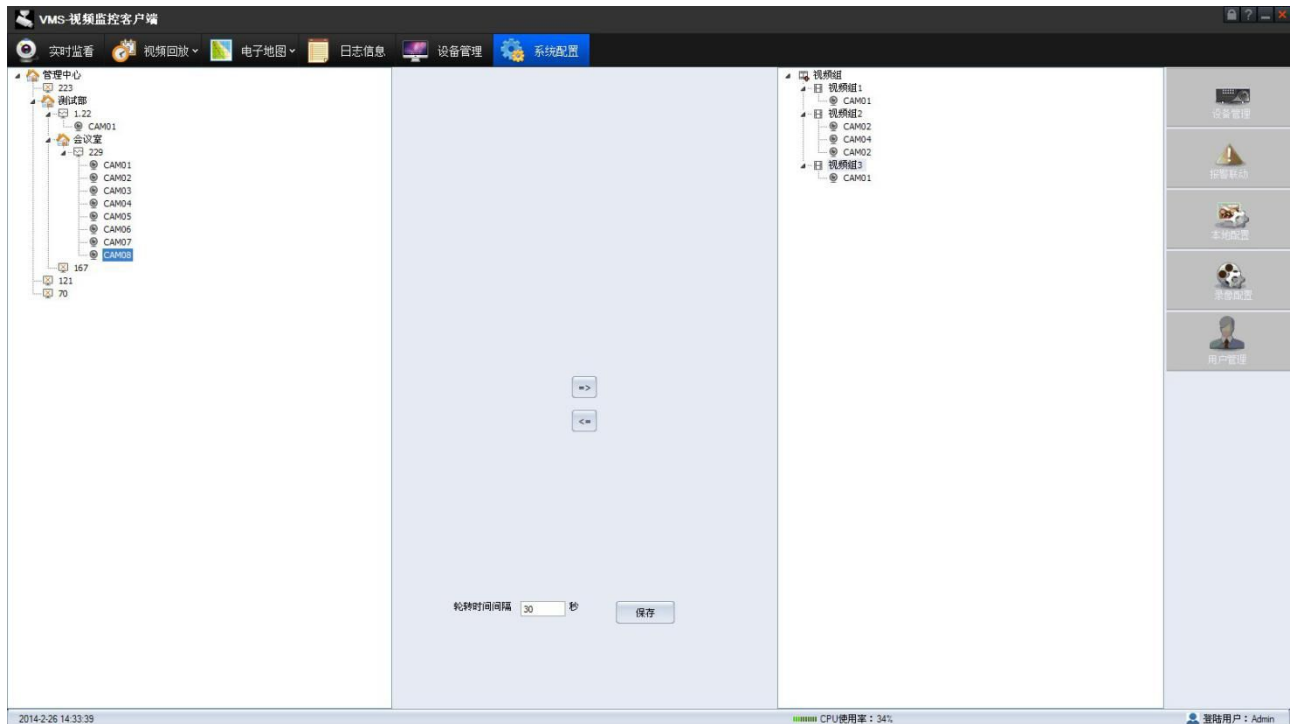 VMS-视频监控客户端
实时监看 视频回放 电子地图 日志信息 设备管理 系统配置
管理中心
223
测试部
1.22
CAM01
会议室
229
CAM01
CAM02
CAM03
CAM04
CAM05
CAM06
CAM07
CAM08
167
121
70
=>
<=
轮转时间间隔 30 秒 保存
视频组
视频组1
CAM01
视频组2
CAM02
CAM04
CAM02
视频组3
CAM01
设备管理
报警联动
本地配置
录像配置
用户管理
2014-2-26 14:33:39 CPU使用率：34% 登陆用户：Admin